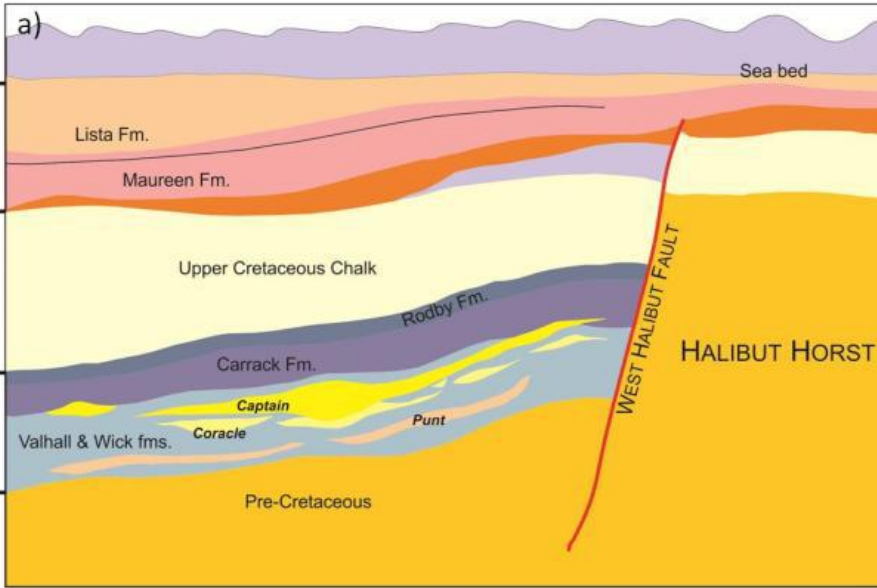 a)
Sea bed
Lista Fm.
Maureen Fm.
Upper Cretaceous Chalk
Rodby Fm.
WEST HALIBUT FAULT
HALIBUT HORST
Carrack Fm.
Captain
Punt
Coracle
Valhall & Wick fms.
Pre-Cretaceous